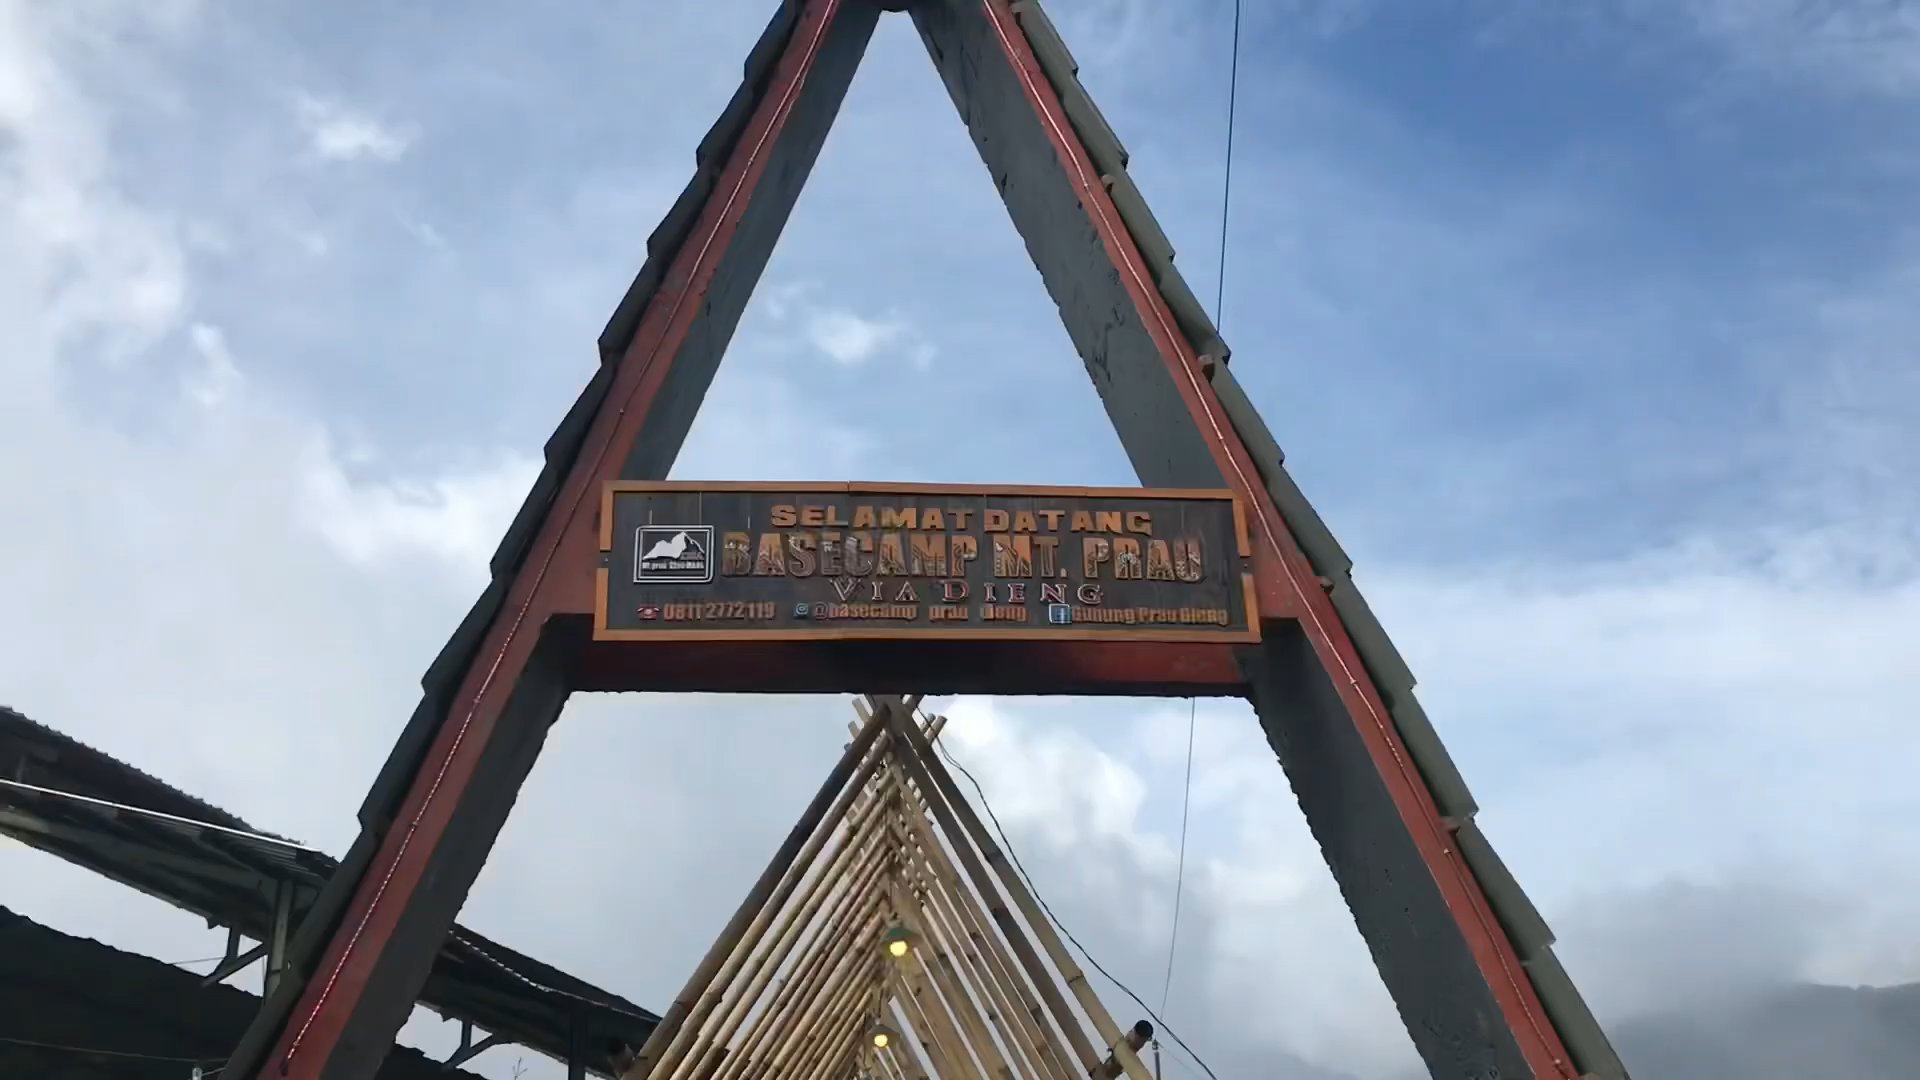 SELAMAT DATANG
BASECAMP MT. PRAU
VIA DIENG
0811 2772 119 @basecamp_prau_dieng Gunung Prau Dieng